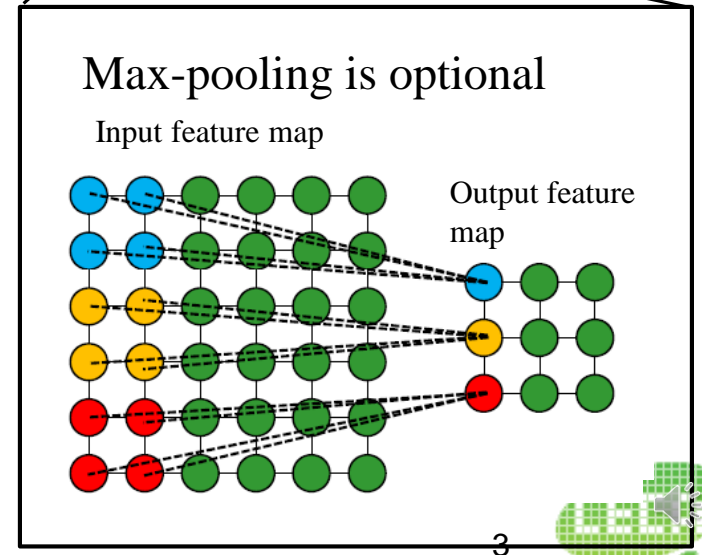 Max-pooling is optional
Input feature map
Output feature
map
3